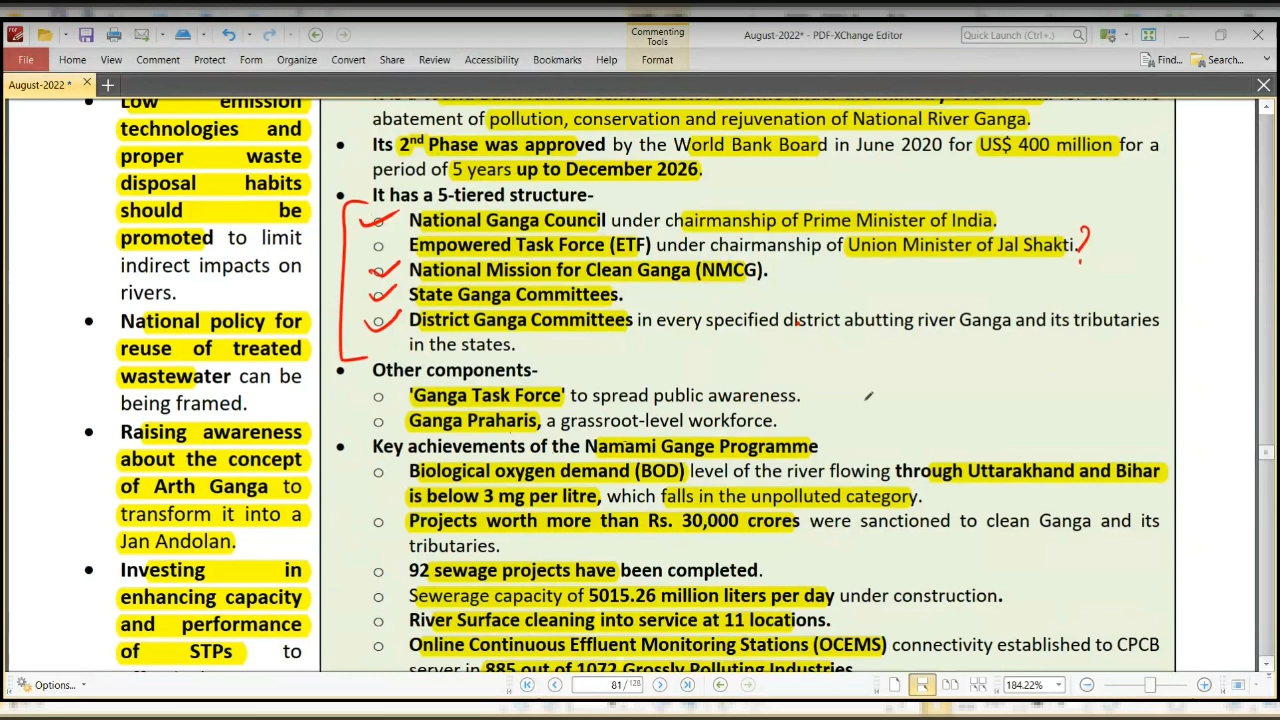 Commenting
Tools
August-2022* - PDF-XChange Editor
Quick Launch (Ctrl+.)
File
Home
View
Comment
Protect
Form
Organize
Convert
Share
Review
Accessibility
Bookmarks
Help
Format
Find...
Search...
August-2022 *
Low emission
technologies and
proper waste
disposal habits
should be
promoted to limit
indirect impacts on
rivers.
National policy for
reuse of treated
wastewater can be
being framed.
Raising awareness
about the concept
of Arth Ganga to
transform it into a
Jan Andolan.
Investing in
enhancing capacity
and performance
of STPs to
abatement of pollution, conservation and rejuvenation of National River Ganga.
Its 2nd Phase was approved by the World Bank Board in June 2020 for US$ 400 million for a
period of 5 years up to December 2026.
It has a 5-tiered structure-
National Ganga Council under chairmanship of Prime Minister of India.
Empowered Task Force (ETF) under chairmanship of Union Minister of Jal Shakti. ?
National Mission for Clean Ganga (NMCG).
State Ganga Committees.
District Ganga Committees in every specified district abutting river Ganga and its tributaries
in the states.
Other components-
'Ganga Task Force' to spread public awareness.
Ganga Praharis, a grassroot-level workforce.
Key achievements of the Namami Gange Programme
Biological oxygen demand (BOD) level of the river flowing through Uttarakhand and Bihar
is below 3 mg per litre, which falls in the unpolluted category.
Projects worth more than Rs. 30,000 crores were sanctioned to clean Ganga and its
tributaries.
92 sewage projects have been completed.
Sewerage capacity of 5015.26 million liters per day under construction.
River Surface cleaning into service at 11 locations.
Online Continuous Effluent Monitoring Stations (OCEMS) connectivity established to CPCB
server in 885 out of 1072 Grossly Polluting Industries.
Options...
81 / 128
184.22%